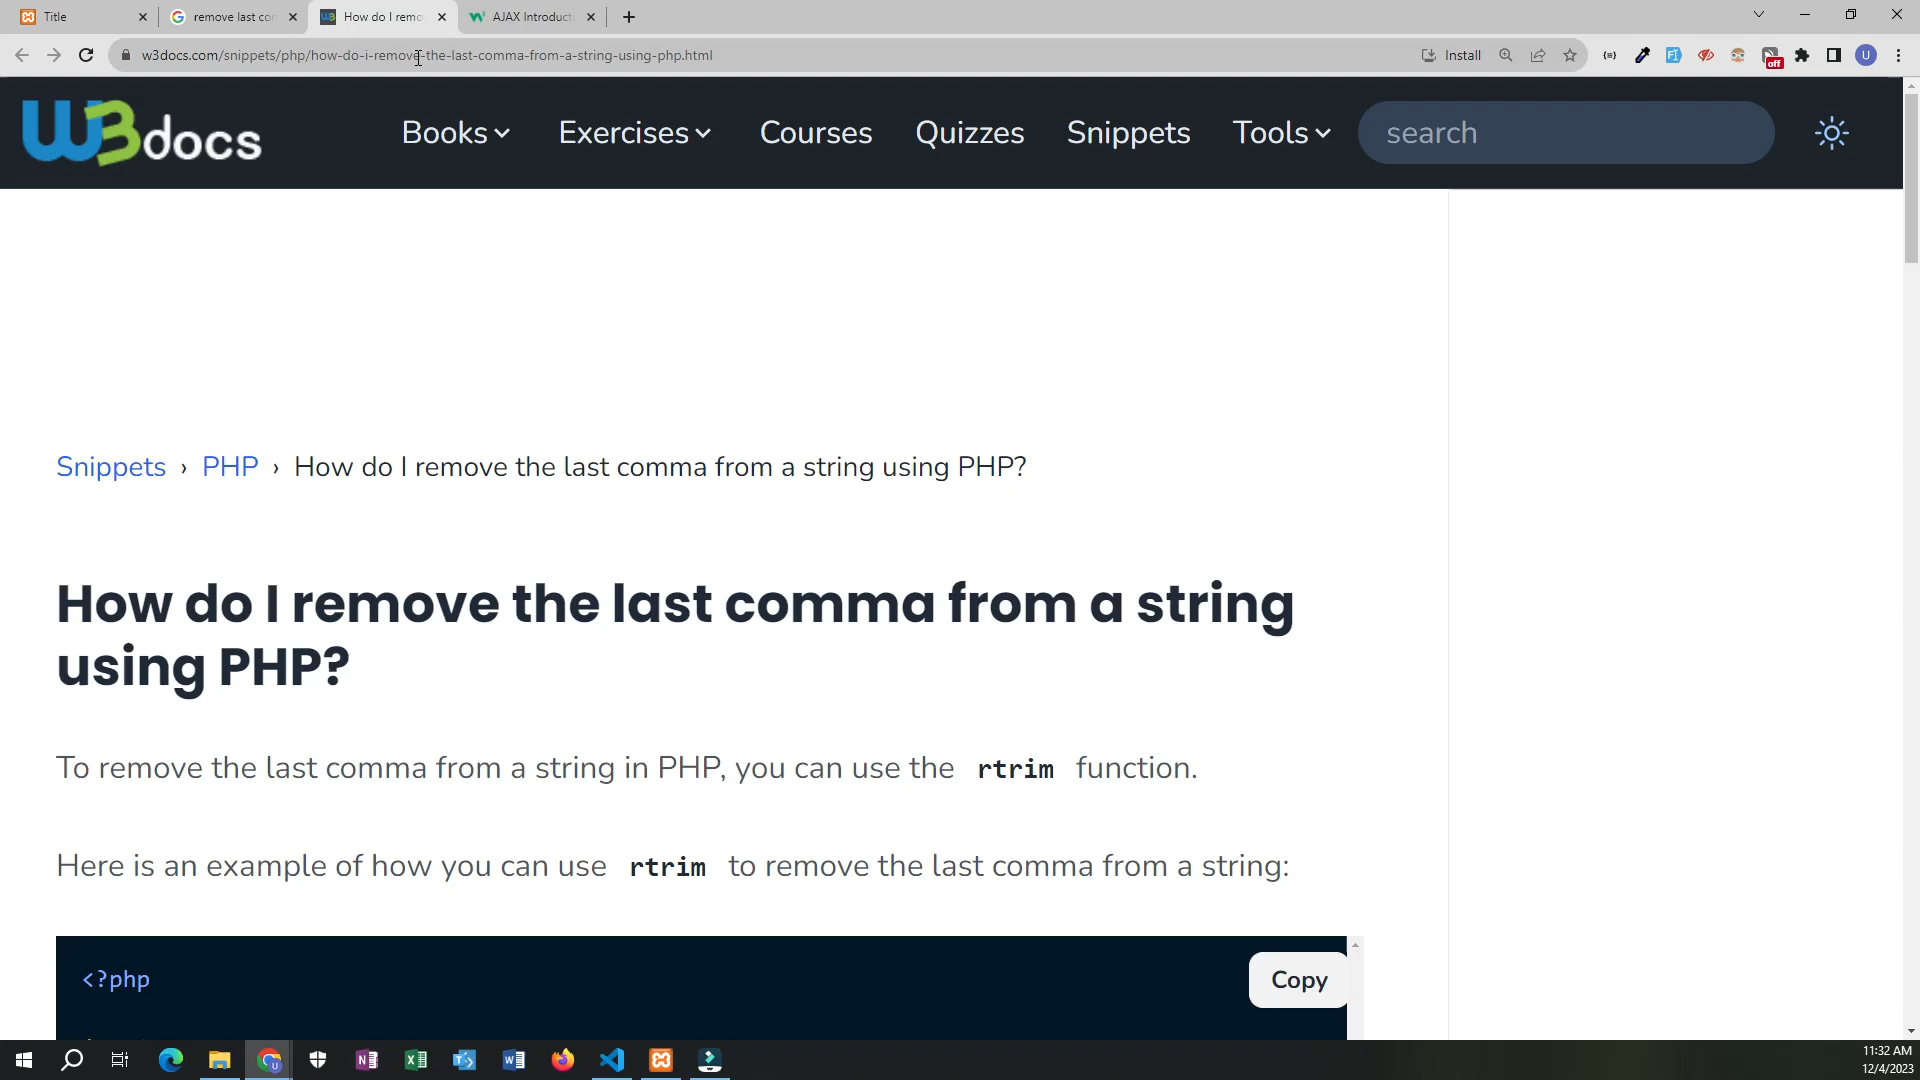 Title
remove last cor
How do I remo
AJAX Introduct
w3docs.com/snippets/php/how-do-i-remove-the-last-comma-from-a-string-using-php.html
Install
off
U
W3docs
Books
Exercises
Courses
Quizzes
Snippets
Tools
search
Snippets › PHP › How do I remove the last comma from a string using PHP?
How do I remove the last comma from a string
using PHP?
To remove the last comma from a string in PHP, you can use the rtrim function.
Here is an example of how you can use rtrim to remove the last comma from a string:
<?php
Copy
11:32 AM
12/4/2023